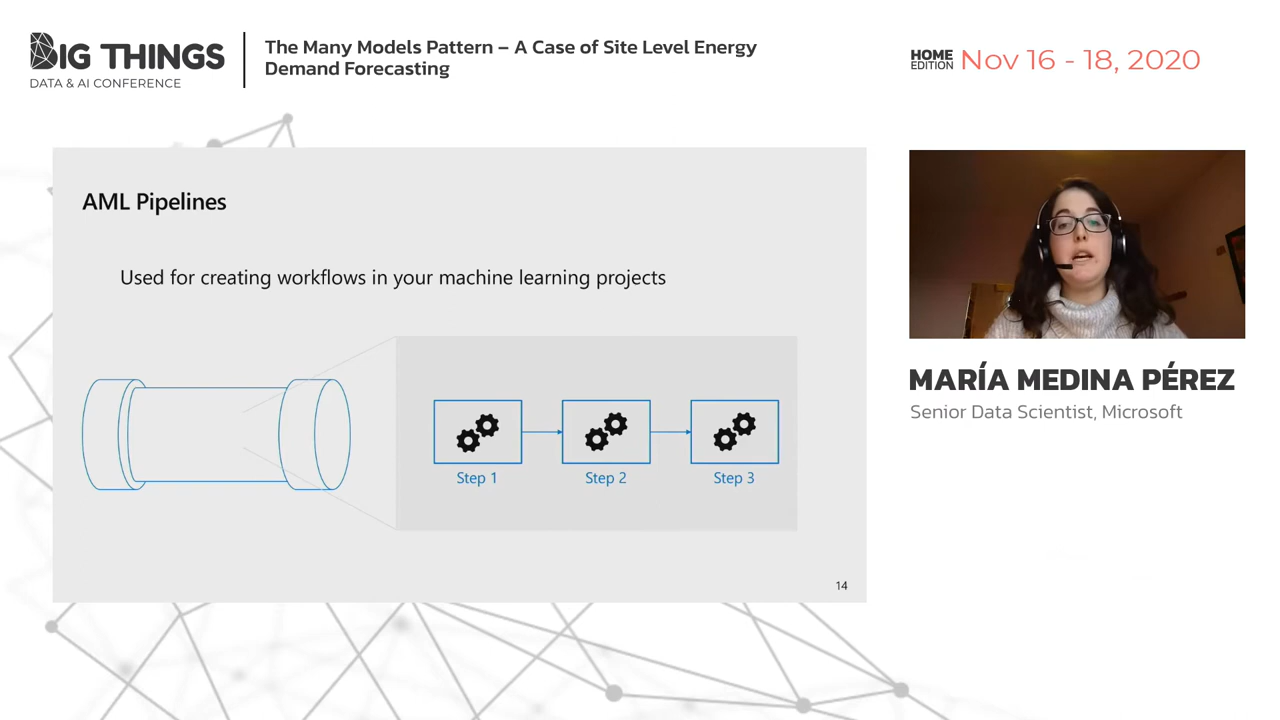 BIG THINGS
DATA & AI CONFERENCE
The Many Models Pattern – A Case of Site Level Energy
Demand Forecasting
HOME
EDITION
Nov 16 - 18, 2020
AML Pipelines
Used for creating workflows in your machine learning projects
Step 1
Step 2
Step 3
14
MARÍA MEDINA PÉREZ
Senior Data Scientist, Microsoft